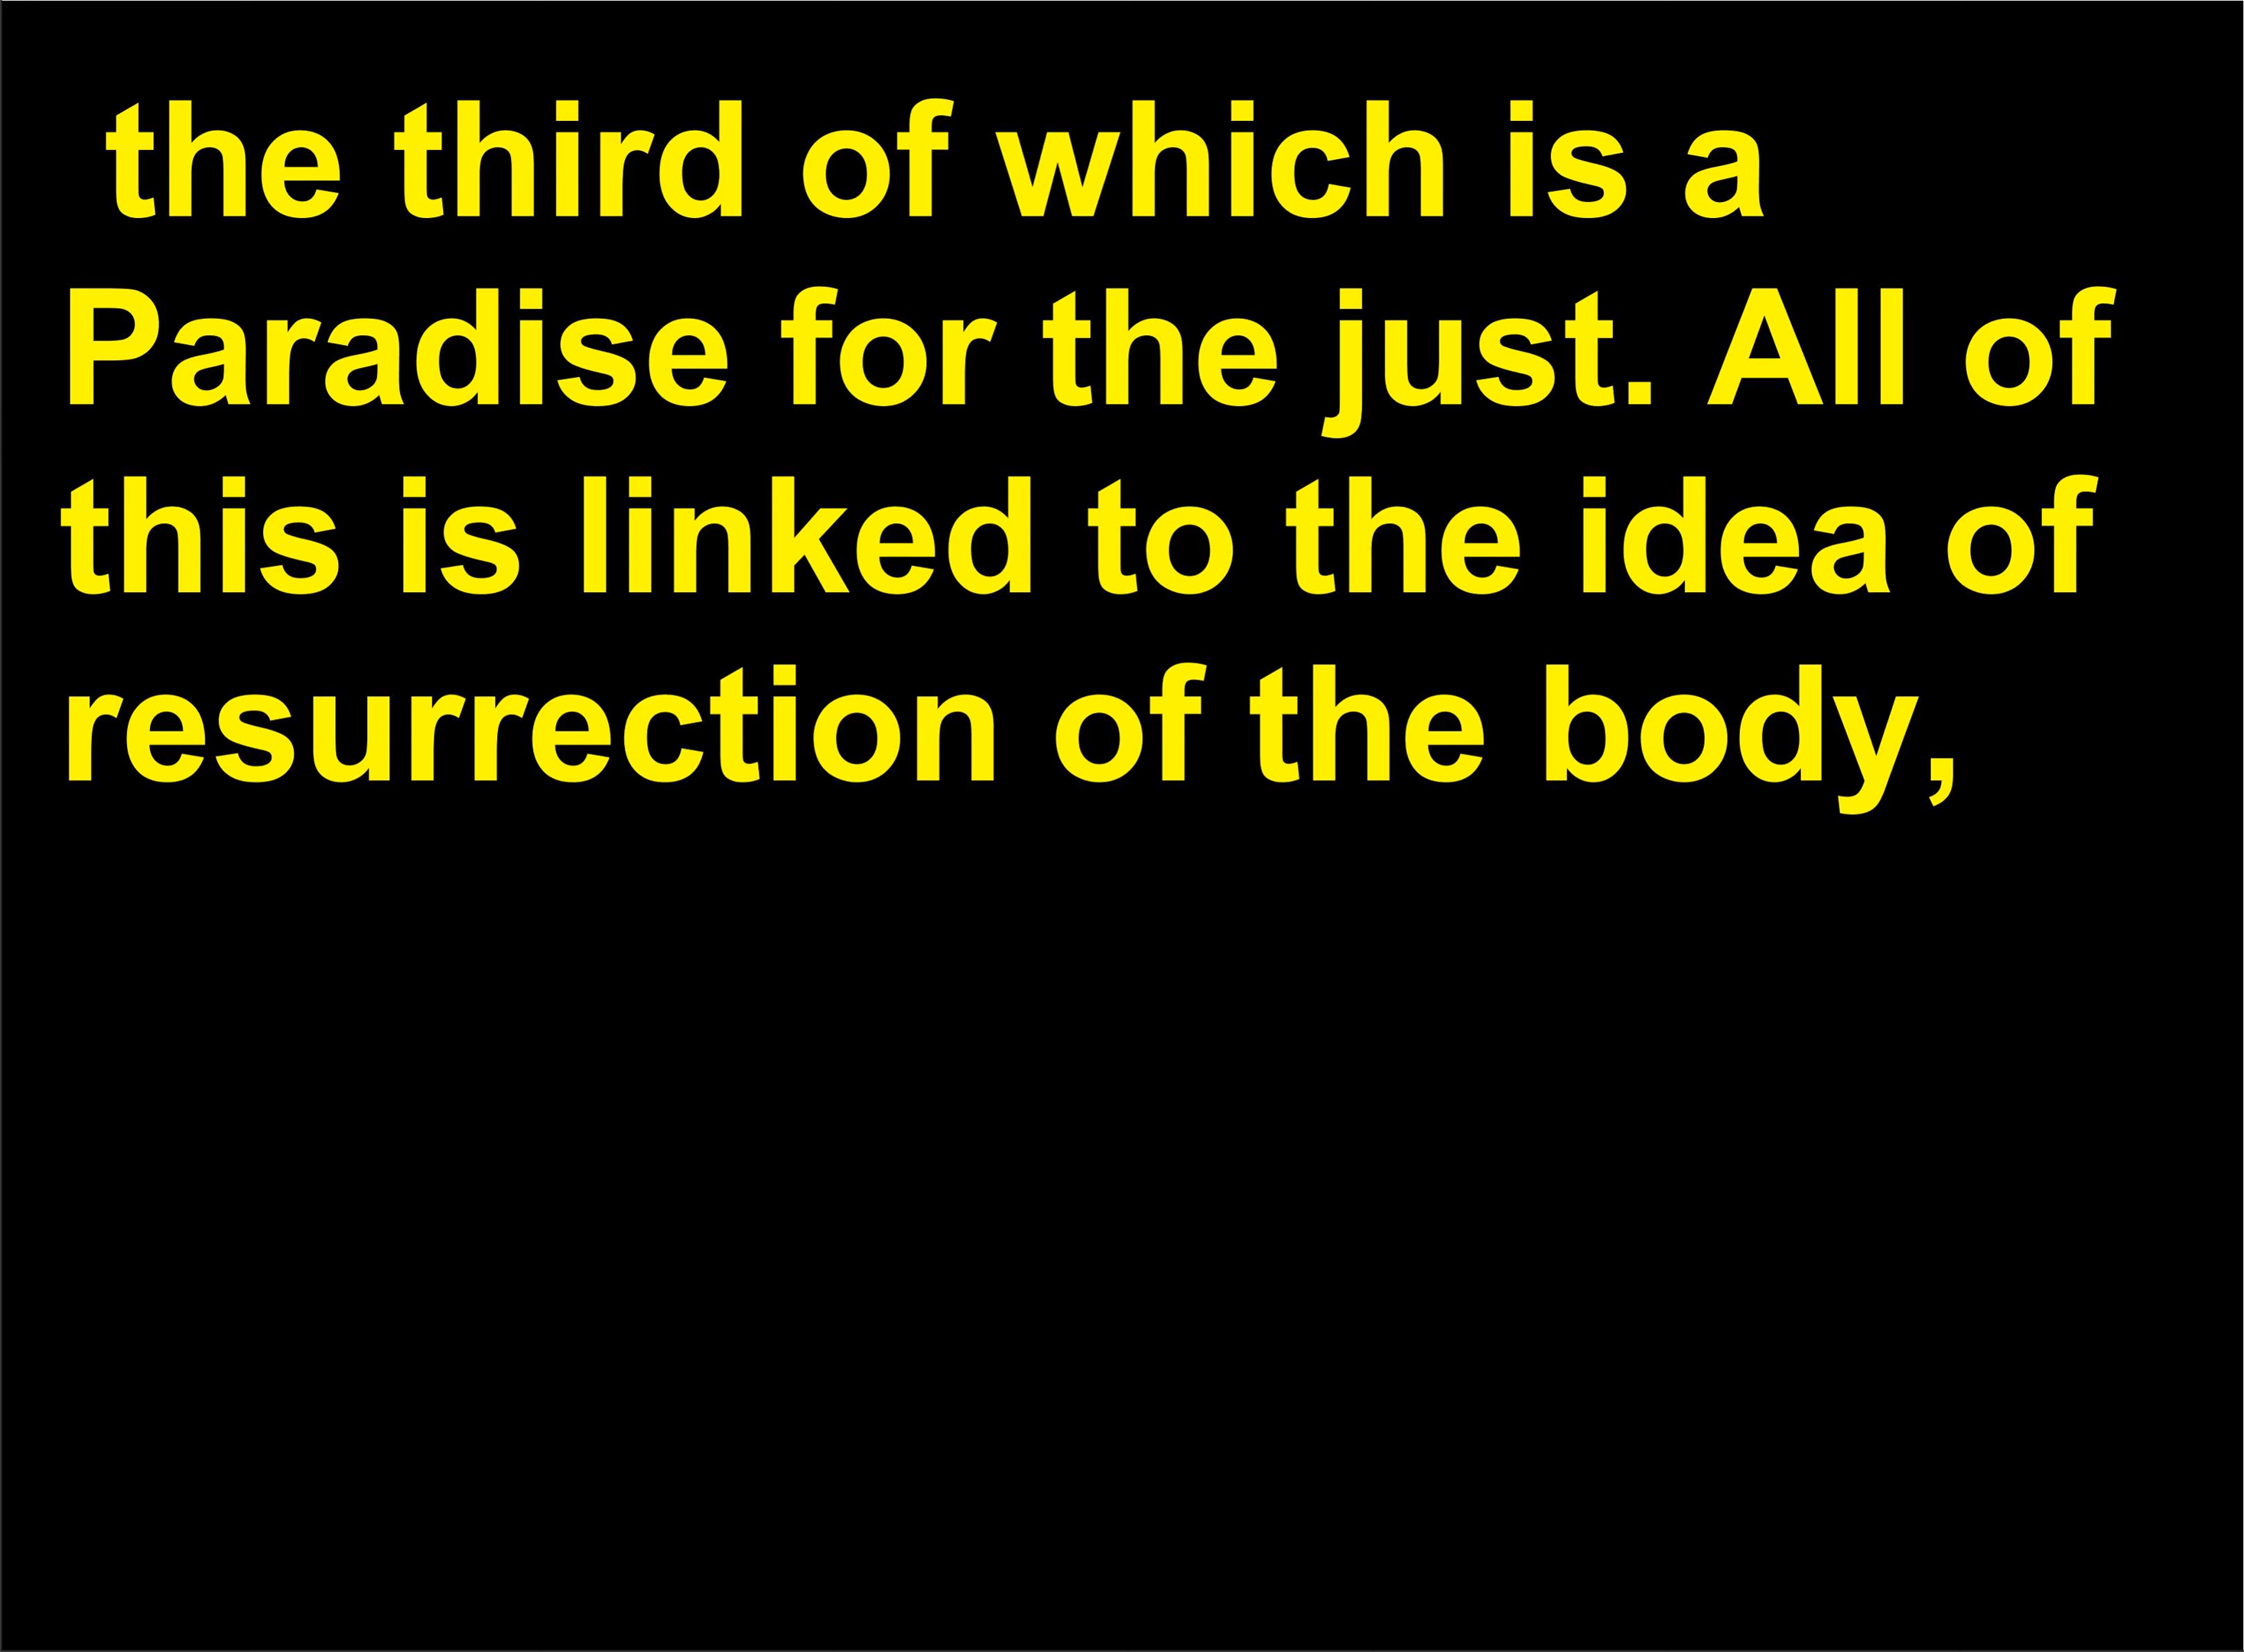 the third of which is a
Paradise for the just. All of
this is linked to the idea of
resurrection of the body,